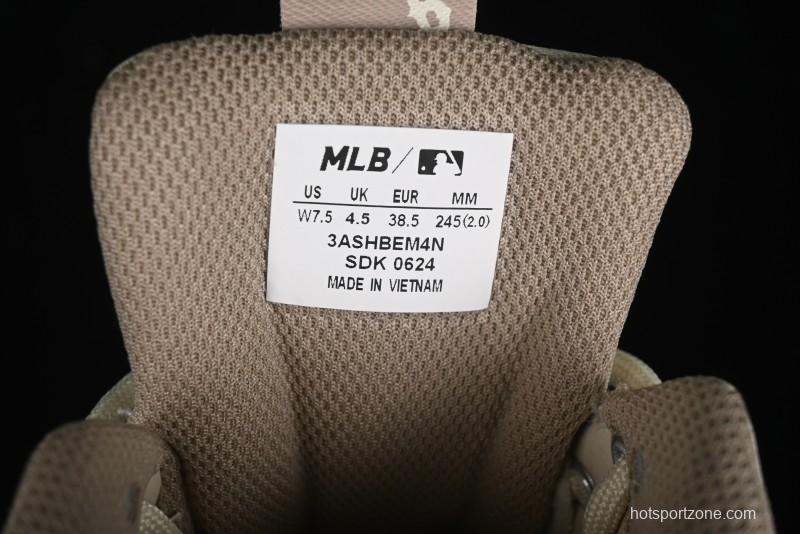 MLB/
US UK EUR MM
W7.5 4.5 38.5 245(2.0)
3ASHBEM4N
SDK 0624
MADE IN VIETNAM
hotsportzone.com